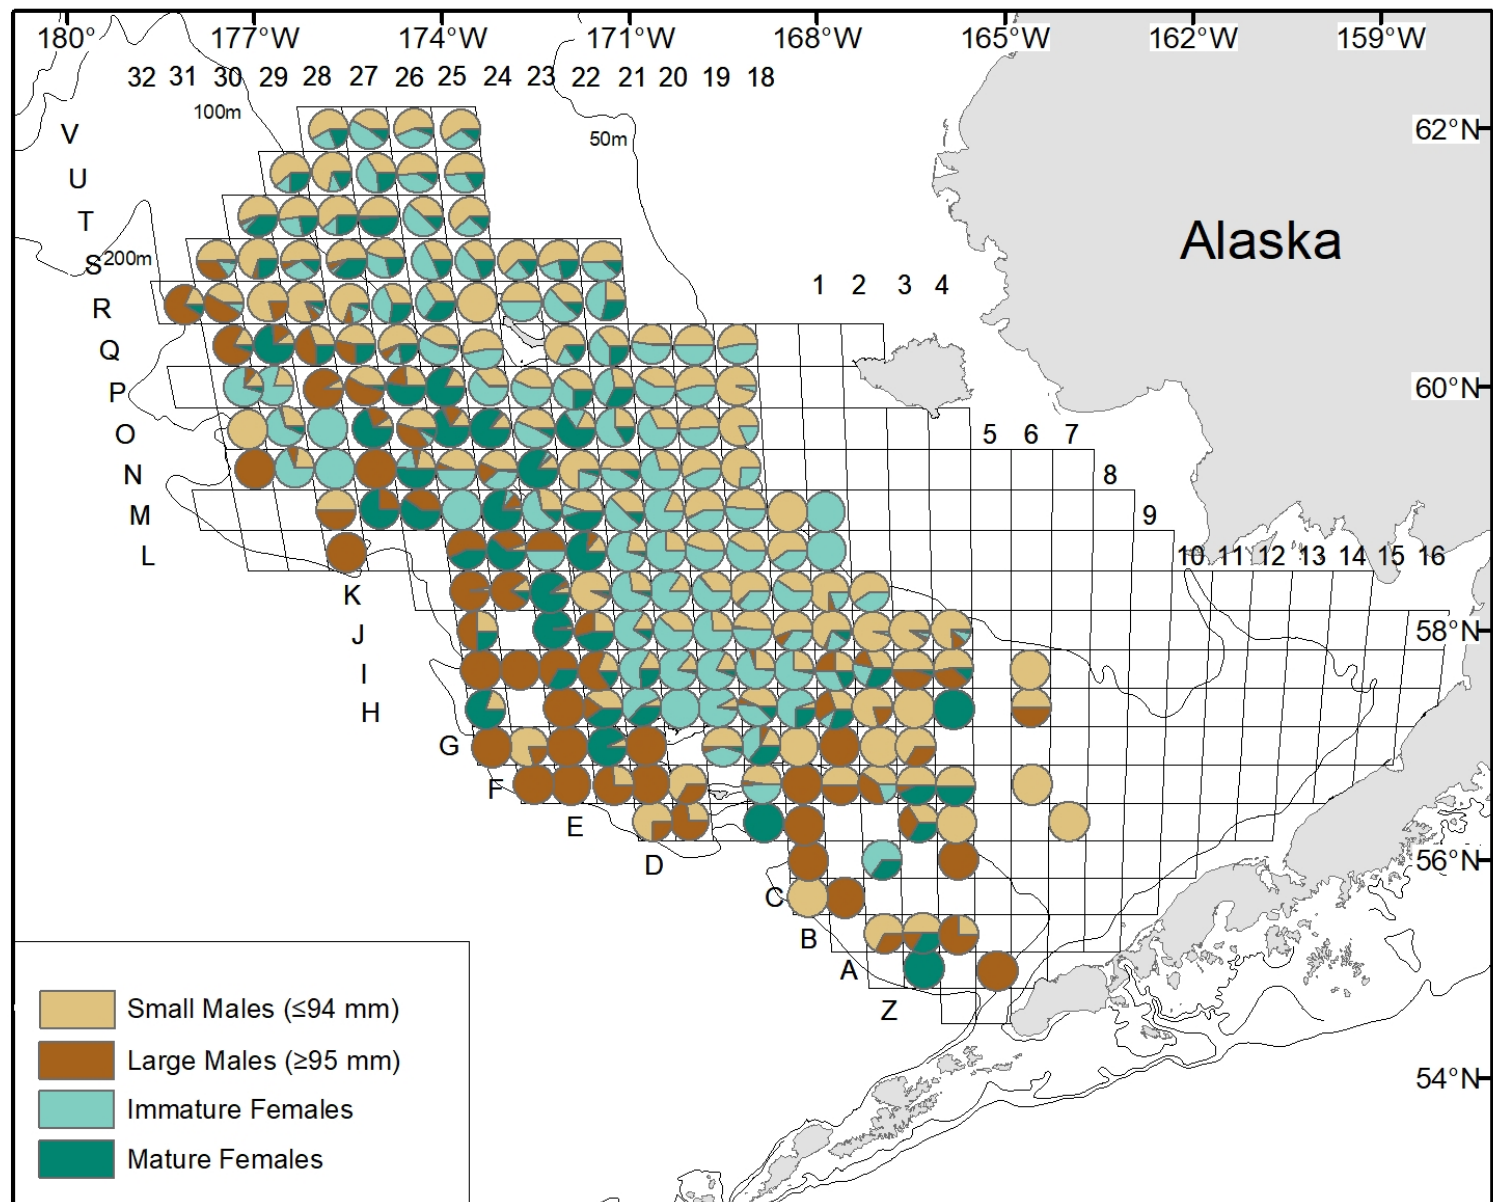 180° 177°W 174°W 171°W 168°W 165°W 162°W 159°W
32 31 30 29 28 27 26 25 24 23 22 21 20 19 18
100m
50m
V
62°N
U
T
Alaska
S 200m
1 2 3 4
R
Q
P
60°N
O
5 6 7
N
8
M
9
L
10 11 12 13 14 15 16
K
J
58°N
I
H
G
F
E
D
56°N
C
B
A
Z
Small Males (≤94 mm)
Large Males (≥95 mm)
54°N
Immature Females
Mature Females